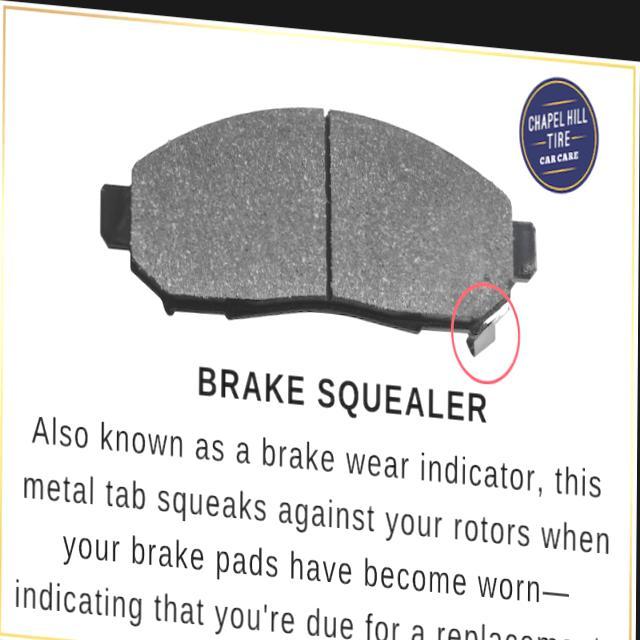 CHAPEL HILL
TIRE
CAR CARE
BRAKE SQUEALER
Also known as a brake wear indicator, this
metal tab squeaks against your rotors when
your brake pads have become worn—
indicating that you're due for a